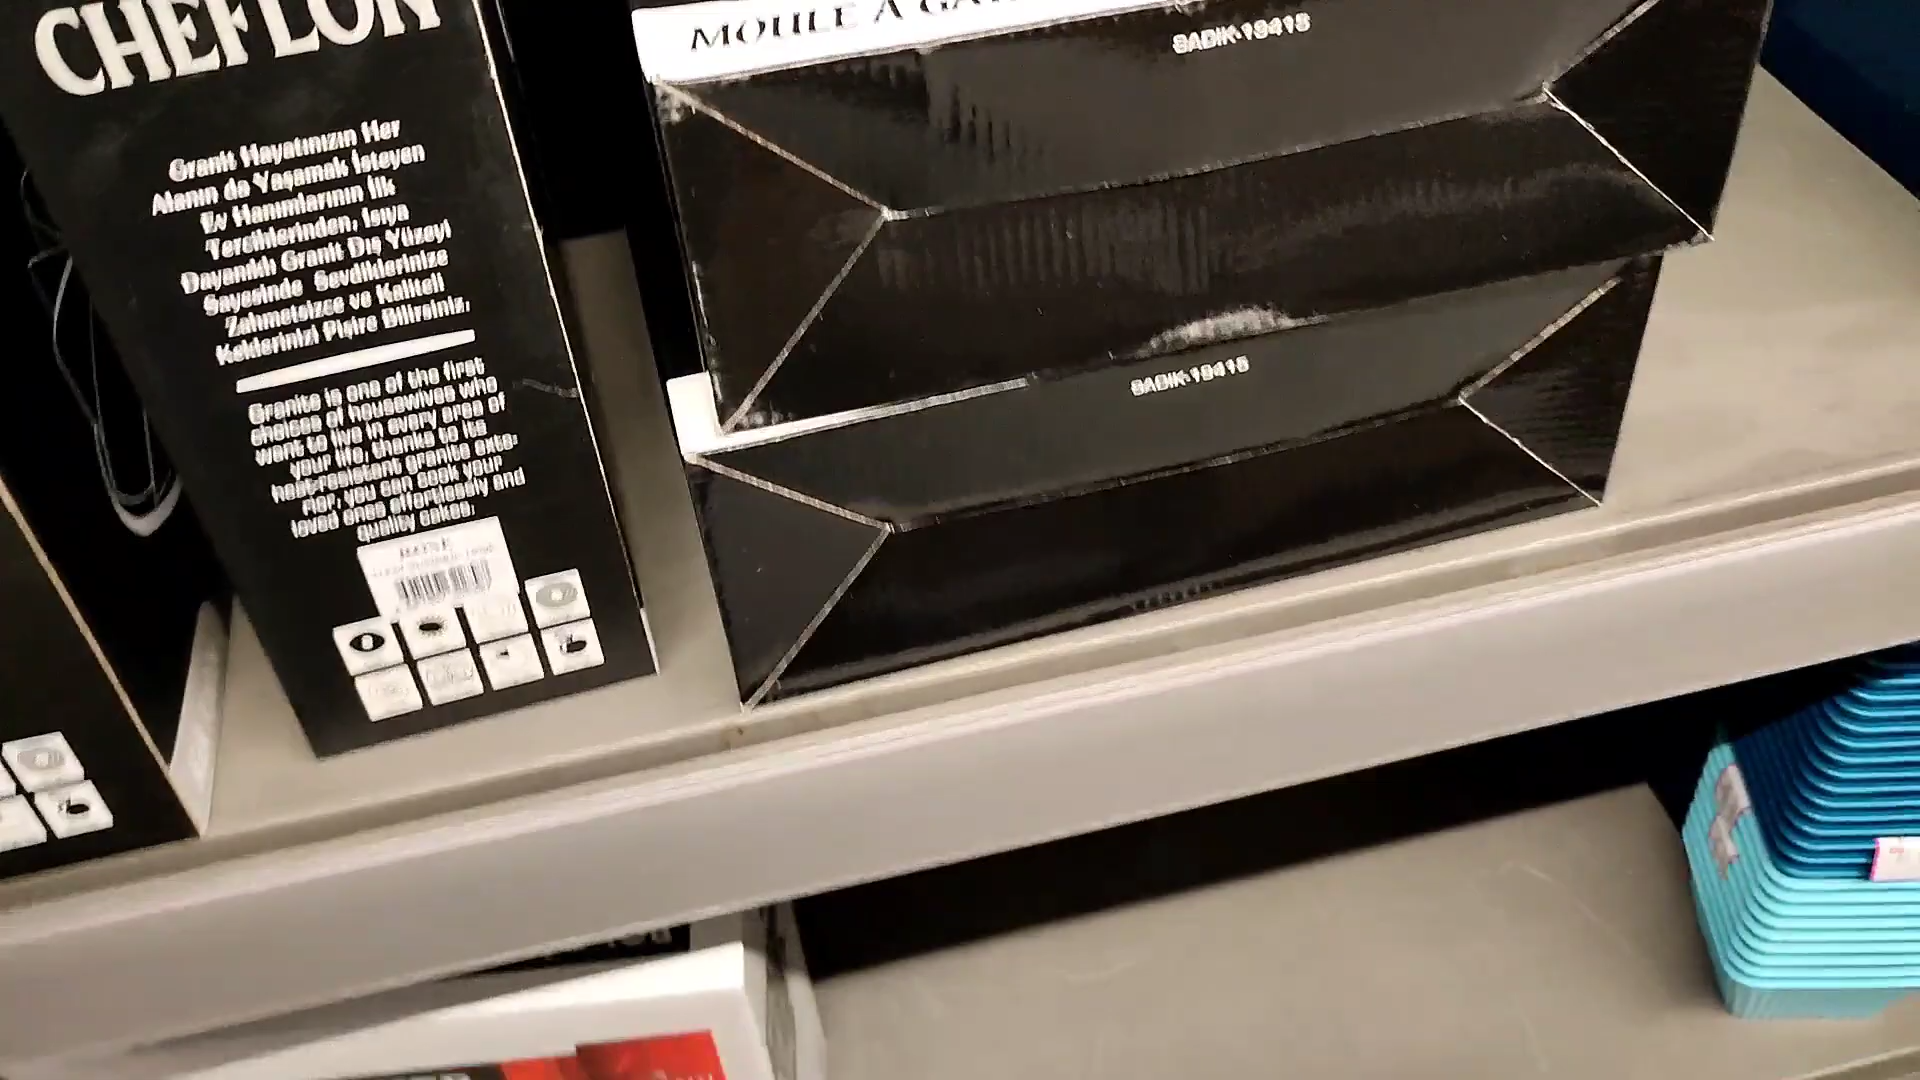 CHEFLON
Granit Hayatınızın Her
Alanın da Yaşamak İsteyen
Ev Hanımlarının İlk
Tercihlerinden, Isıya
Dayanıklı Granit Dış Yüzeyi
Sayesinde Sevdiklerinize
Zahmetsizce ve Kaliteli
Keklerinizi Pişire Bilirsiniz.
Granite is one of the first
choices of housewives who
want to live in every area of
your life, thanks to its
heat-resistant granite exte-
rior, you can cook your
loved ones effortlessly and
quality cakes.
MOULE À
SADIK-19415
SADIK-19415